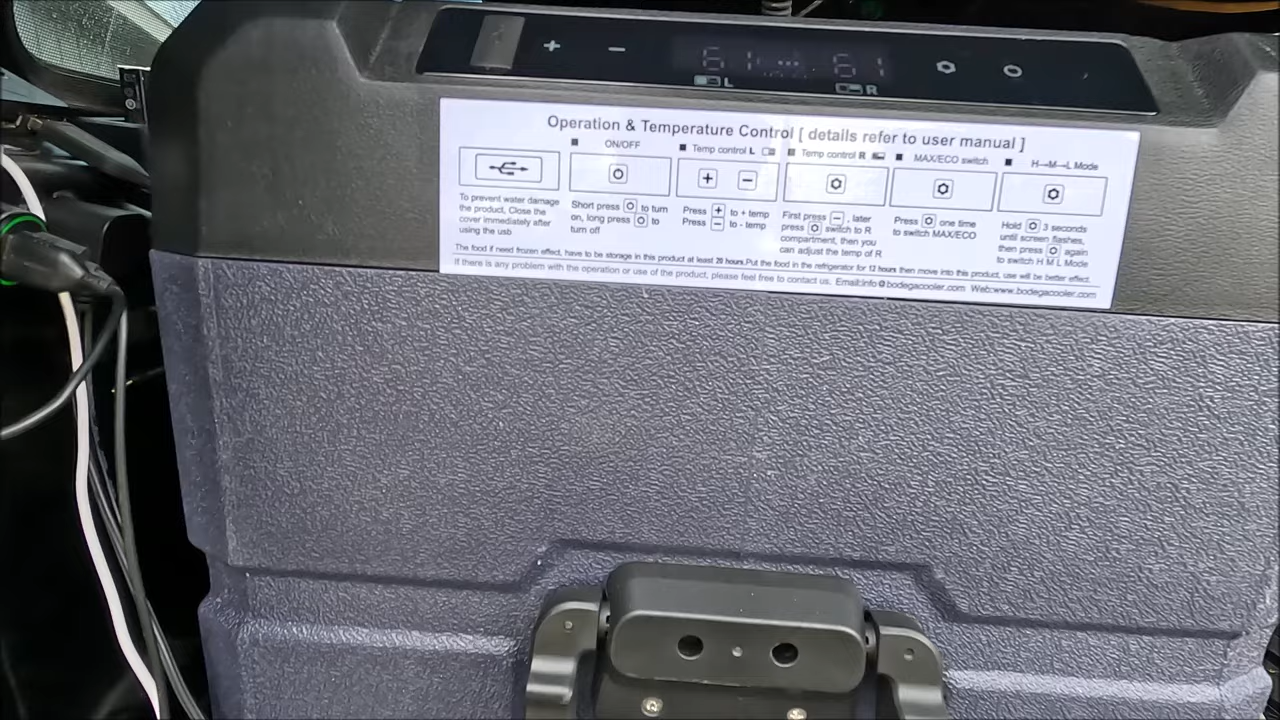 61 61
L R
Operation & Temperature Control [ details refer to user manual ]
ON/OFF
Short press to turn
on, long press to
turn off
Temp control L
Press + to + temp
Press - to - temp
Temp control R
First press - , later
press switch to R
compartment, then you
can adjust the temp of R
MAX/ECO switch
Press one time
to switch MAX/ECO
H→M→L Mode
Hold 3 seconds
until screen flashes,
then press again
to switch H M L Mode
To prevent water damage
the product, Close the
cover immediately after
using the usb
The food if need frozen effect, have to be storage in this product at least 20 hours.Put the food in the refrigerator for 12 hours then move into this product, use will be better effect.
If there is any problem with the operation or use of the product, please feel free to contact us. Email:info@bodegacooler.com Web:www.bodegacooler.com